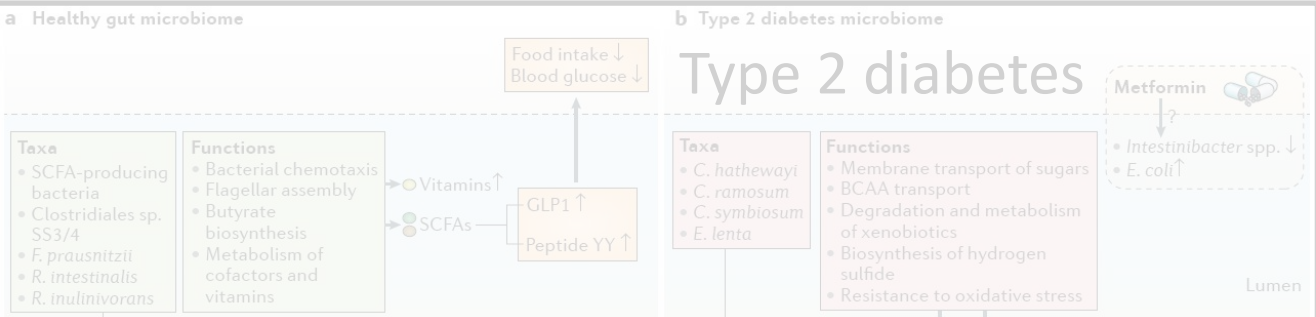 a Healthy gut microbiome
Food intake ↓
Blood glucose ↓
Taxa
• SCFA-producing
bacteria
• Clostridiales sp.
SS3/4
• F. prausnitzii
• R. intestinalis
• R. inulinivorans
Functions
• Bacterial chemotaxis
• Flagellar assembly
• Butyrate
biosynthesis
• Metabolism of
cofactors and
vitamins
Vitamins↑
SCFAs
GLP1 ↑
Peptide YY ↑
b Type 2 diabetes microbiome
Type 2 diabetes
Metformin
?
• Intestinibacter spp. ↓
• E. coli↑
Taxa
• C. hathewayi
• C. ramosum
• C. symbiosum
• E. lenta
Functions
• Membrane transport of sugars
• BCAA transport
• Degradation and metabolism
of xenobiotics
• Biosynthesis of hydrogen
sulfide
• Resistance to oxidative stress
Lumen